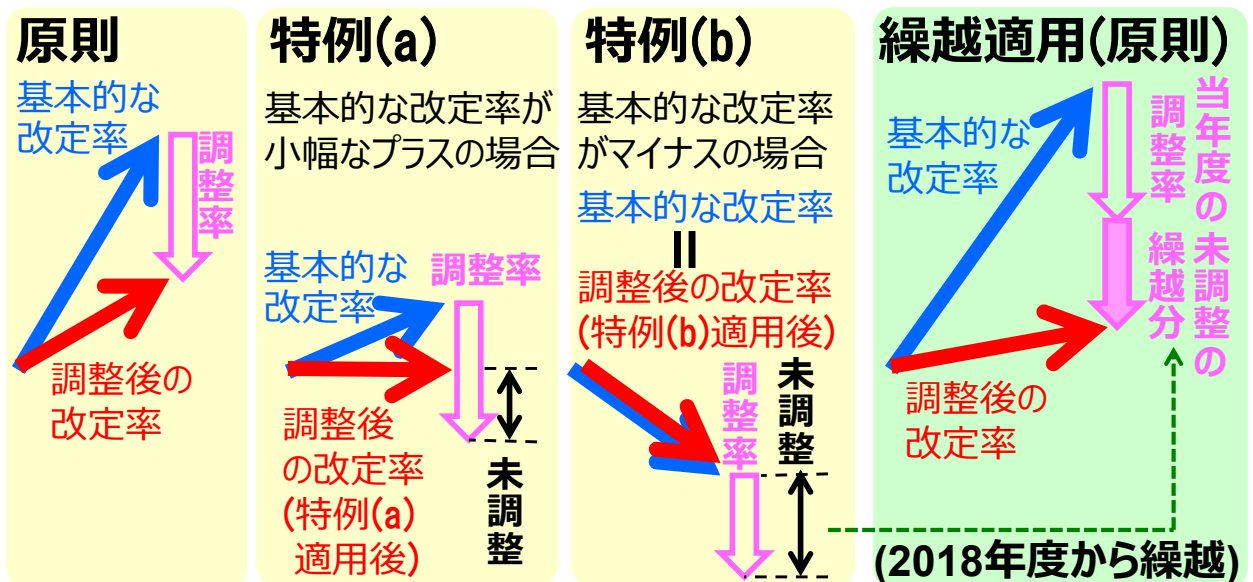 原則
基本的な
改定率
調整率
調整後の
改定率
特例(a)
基本的な改定率が
小幅なプラスの場合
基本的な
改定率
調整率
調整後
の改定率
(特例(a)
適用後)
未調整
特例(b)
基本的な改定率
がマイナスの場合
基本的な改定率
=
調整後の改定率
(特例(b)適用後)
調整率
未調整
繰越適用(原則)
基本的な
改定率
当年度の
調整率
未調整の
繰越分
調整後の
改定率
(2018年度から繰越)